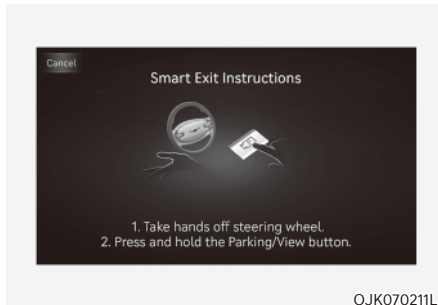 Cancel
Smart Exit Instructions
1. Take hands off steering wheel.
2. Press and hold the Parking/View button.
OJK070211L